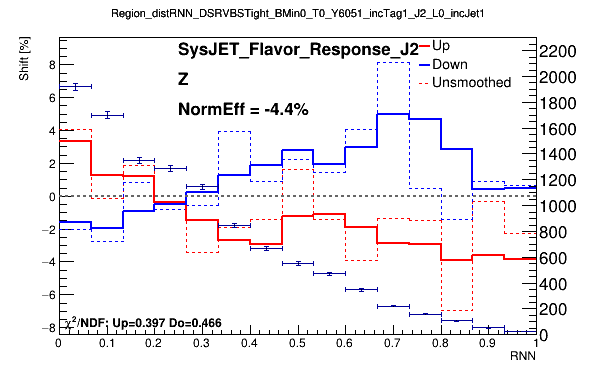 Region_distRNN_DSRVBSTight_BMin0_T0_Y6051_incTag1_J2_L0_incJet1
Shift [%]
SysJET_Flavor_Response_J2
Z
NormEff = -4.4%
Up
Down
Unsmoothed
8
6
4
2
0
−2
−4
−6
−8
2200
2000
1800
1600
1400
1200
1000
800
600
400
200
0
χ²/NDF: Up=0.397 Do=0.466
0 0.1 0.2 0.3 0.4 0.5 0.6 0.7 0.8 0.9 1
RNN